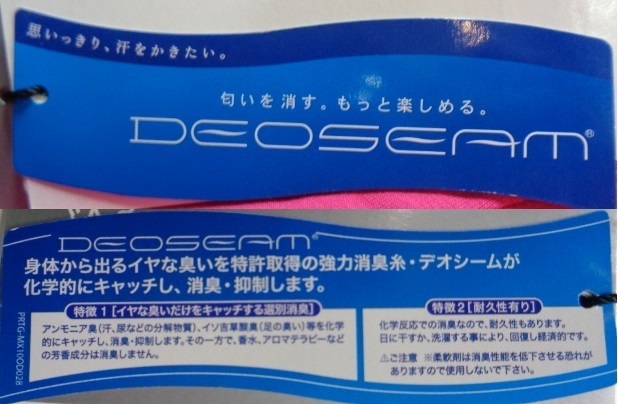 思いっきり、汗をかきたい。
匂いを消す。もっと楽しめる。
DEOSEAM®
DEOSEAM®
身体から出るイヤな臭いを特許取得の強力消臭糸・デオシームが
化学的にキャッチし、消臭・抑制します。
特徴1［イヤな臭いだけをキャッチする選別消臭］
アンモニア臭(汗、尿などの分解物質)、イソ吉草酸臭(足の臭い)等を化学
的にキャッチし、消臭・抑制します。その一方で、香水、アロマテラピーなど
の芳香成分は消臭しません。
特徴2［耐久性有り］
化学反応での消臭なので、耐久性もあります。
日に干すか、洗濯する事により、回復し経済的です。
⚠ご注意 ※柔軟剤は消臭性能を低下させる恐れが
ありますので使用しないで下さい。
PRTG-MX10OD028